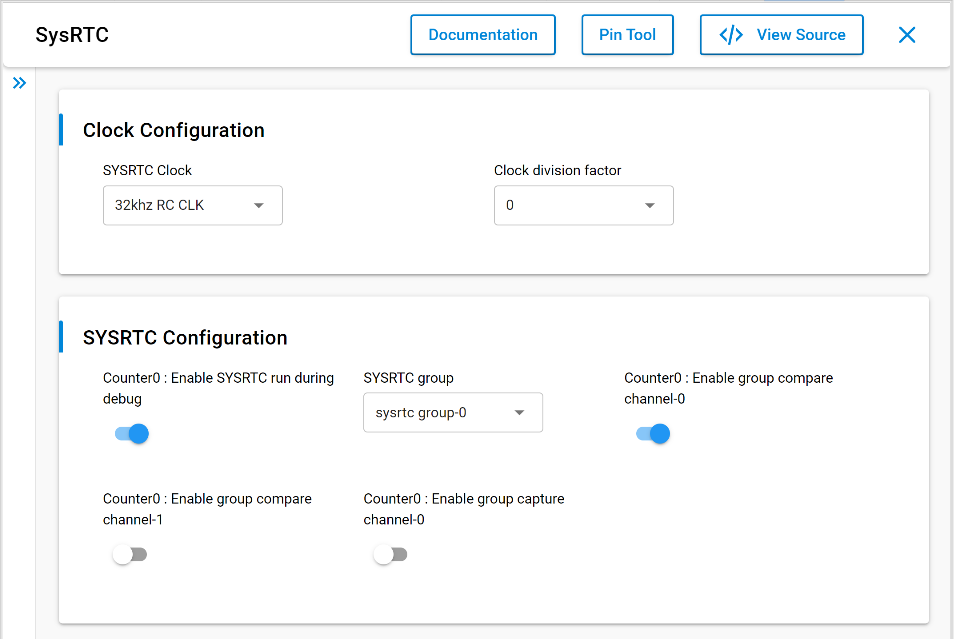 SysRTC
Documentation
Pin Tool
</> View Source
Clock Configuration
SYSRTC Clock
Clock division factor
32khz RC CLK
0
SYSRTC Configuration
Counter0 : Enable SYSRTC run during
debug
SYSRTC group
sysrtc group-0
Counter0 : Enable group compare
channel-0
Counter0 : Enable group compare
channel-1
Counter0 : Enable group capture
channel-0